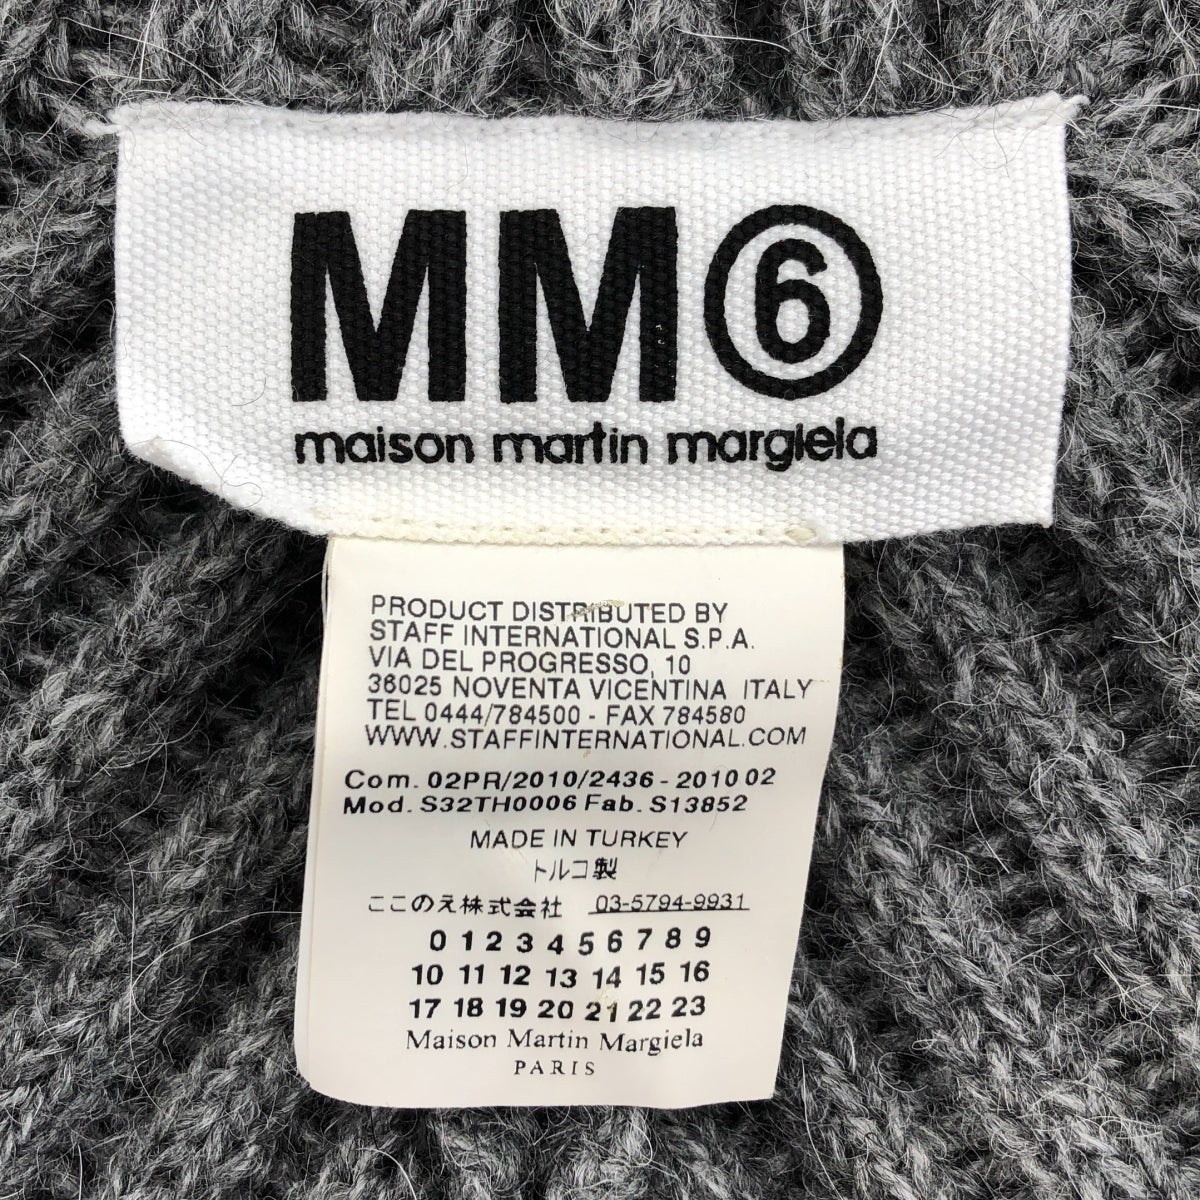 MM⑥
maison martin margiela
PRODUCT DISTRIBUTED BY
STAFF INTERNATIONAL S.P.A.
VIA DEL PROGRESSO, 10
36025 NOVENTA VICENTINA ITALY
TEL 0444/784500 - FAX 784580
WWW.STAFFINTERNATIONAL.COM
Com. 02PR/2010/2436 - 2010 02
Mod. S32TH0006 Fab. S13852
MADE IN TURKEY
トルコ製
ここのえ株式会社 03-5794-9931
0 1 2 3 4 5 6 7 8 9
10 11 12 13 14 15 16
17 18 19 20 21 22 23
Maison Martin Margiela
PARIS